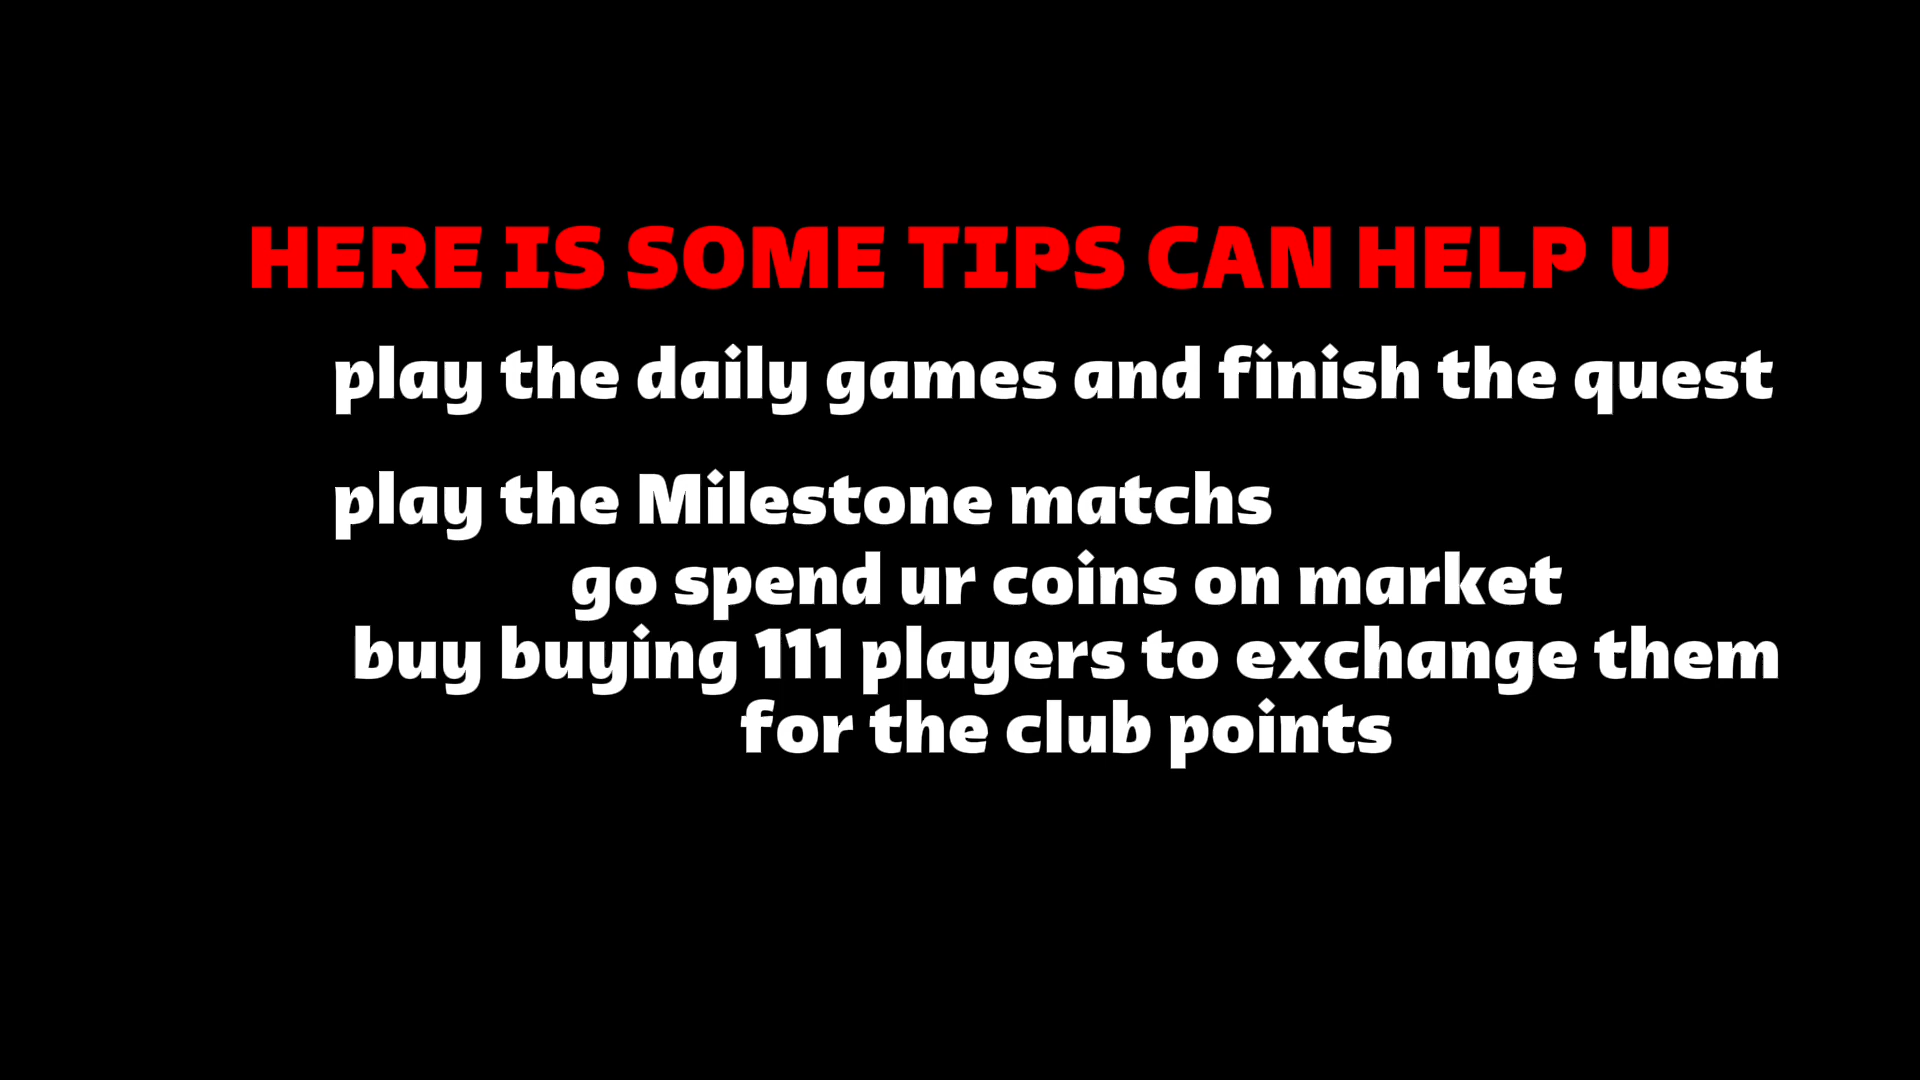 HERE IS SOME TIPS CAN HELP U
play the daily games and finish the quest
play the Milestone matchs
go spend ur coins on market
buy buying 111 players to exchange them
for the club points